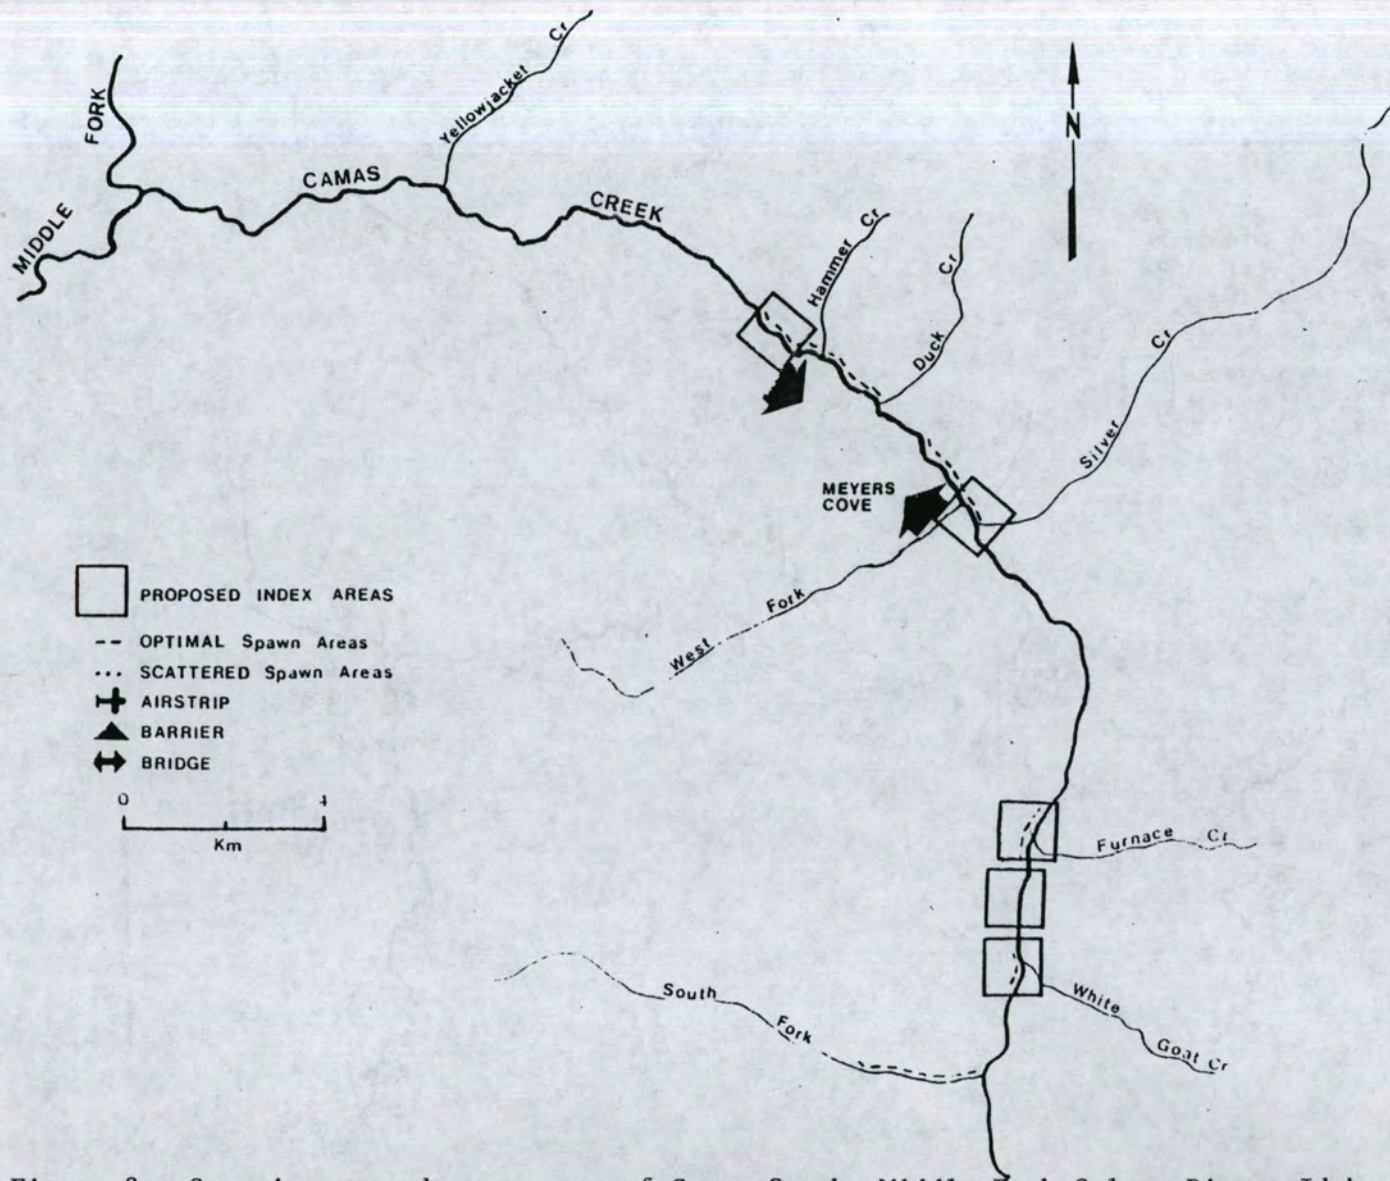 Yellowjacket Cr
MIDDLE FORK
CAMAS CREEK
N
Hammer Cr
Duck Cr
Silver Cr
MEYERS
COVE
West Fork
PROPOSED INDEX AREAS
OPTIMAL Spawn Areas
SCATTERED Spawn Areas
AIRSTRIP
BARRIER
BRIDGE
0 4
Km
Furnace Cr
South Fork
White Goat Cr